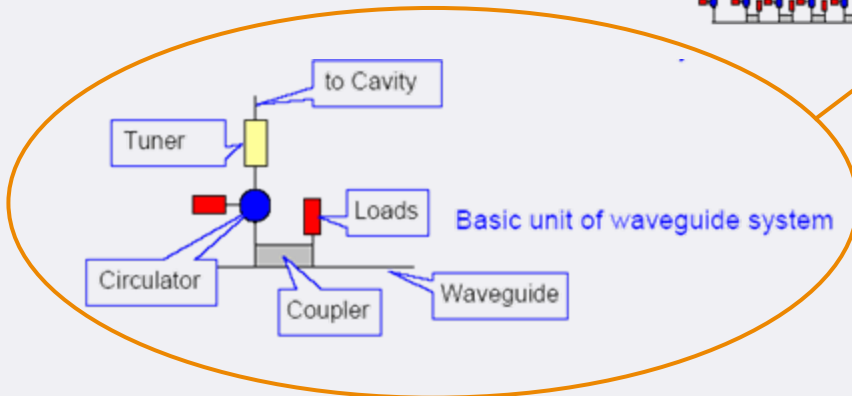 to Cavity
Tuner
Loads
Basic unit of waveguide system
Circulator
Waveguide
Coupler